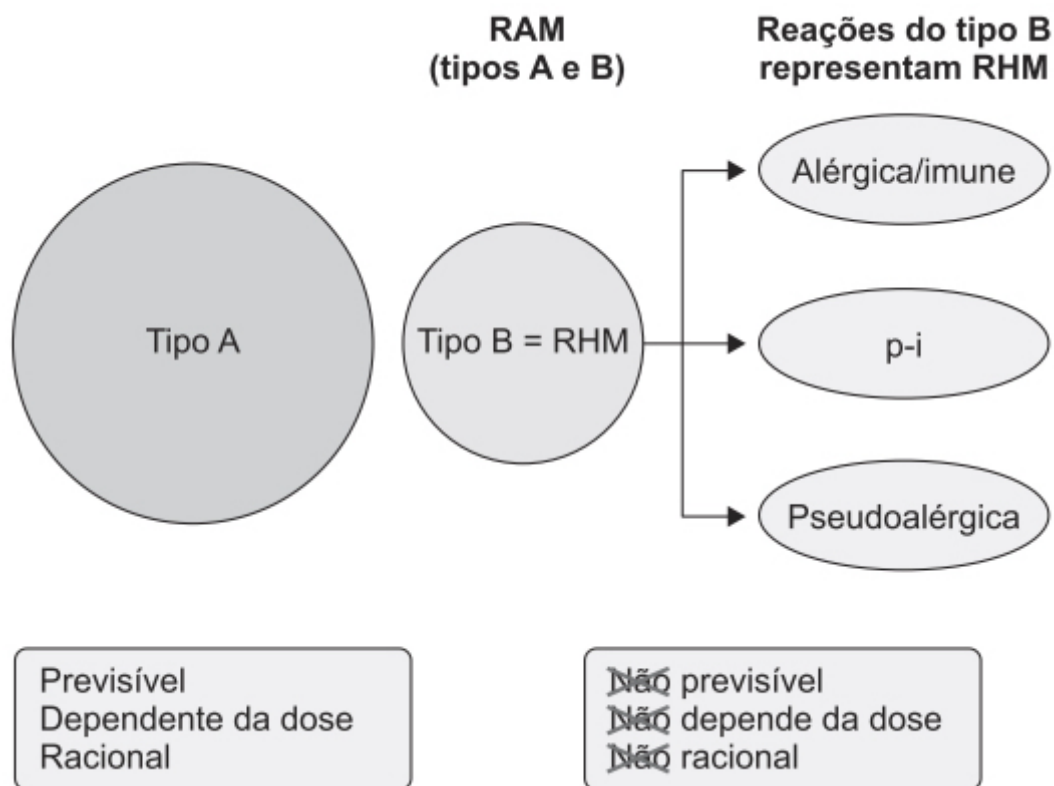 RAM
(tipos A e B)
Reações do tipo B
representam RHM
Tipo A
Tipo B = RHM
Alérgica/imune
p-i
Pseudoalérgica
Previsível
Dependente da dose
Racional
Não previsível
Não depende da dose
Não racional